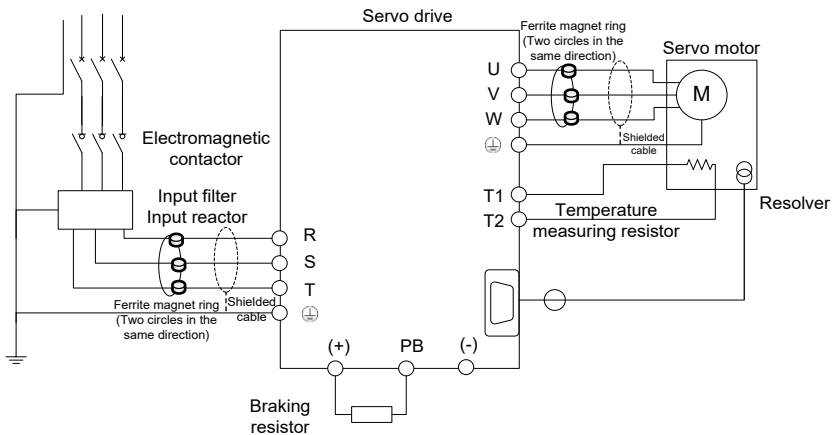 Servo drive
Ferrite magnet ring
(Two circles in the
same direction)
Servo motor
U
V
W
M
Shielded
cable
Electromagnetic
contactor
Input filter
Input reactor
T1
T2
Temperature
measuring resistor
Resolver
R
S
T
Ferrite magnet ring
(Two circles in the
same direction)
Shielded
cable
(+)
PB
(-)
Braking
resistor